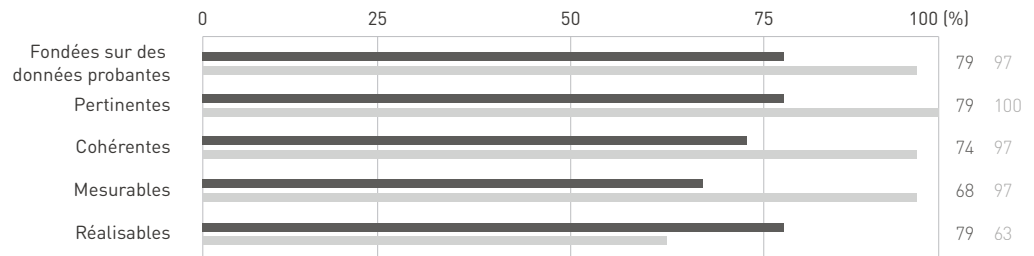 0 25 50 75 100 (%)
Fondées sur des
données probantes 79 97
Pertinentes 79 100
Cohérentes 74 97
Mesurables 68 97
Réalisables 79 63